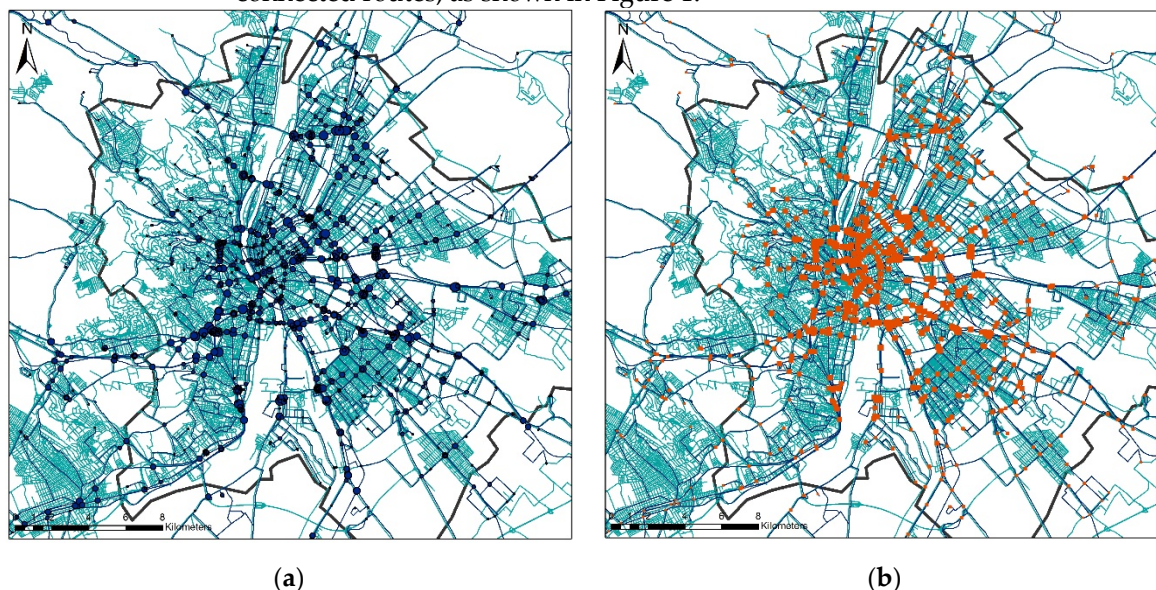 connected routes, as shown in Figure 1.
N
N
6 8
Kilometers
6 8
Kilometers
(a)
(b)